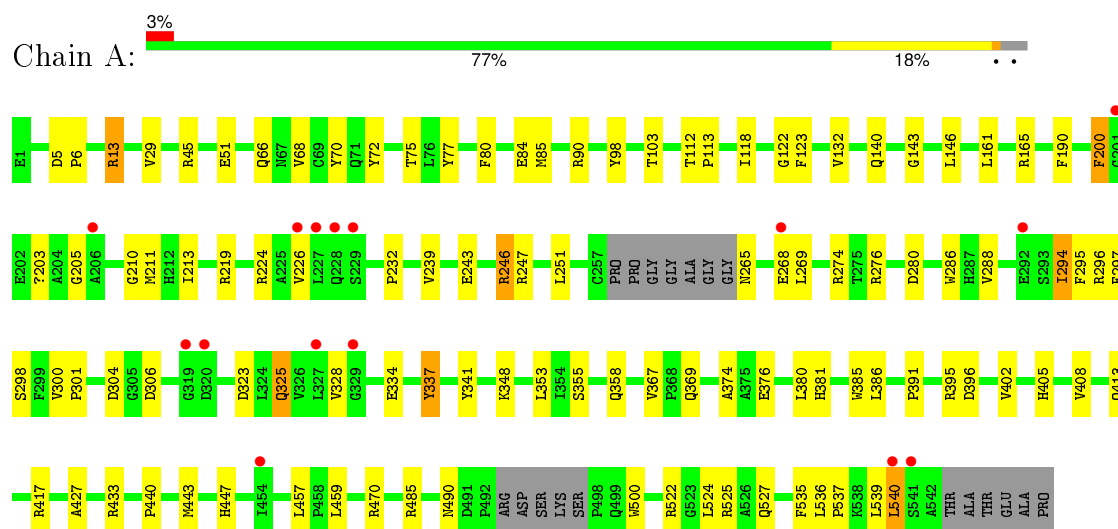 3%
Chain A:
77% 18% • •
E1 D5 P6 R13 V29 R45 E51 Q66 N67 V68 C69 Y70 Q71 Y72 T75 L76 Y77 F80 E84 M85 R90 Y98 T103 T112 P113 I118 G122 F123 V132 Q140 G143 L146 L161 R165 F190 F200 G201
E202 ?203 A204 G205 A206 G210 M211 H212 I213 R219 R224 A225 V226 L227 Q228 S229 P232 V239 E243 R246 R247 L251 C257 PRO PRO GLY GLY ALA GLY GLY N265 E268 L269 R274 T275 R276 D280 W286 H287 V288 E292 S293 I294 F295 R296 F297
S298 F299 V300 P301 D304 G305 D306 G319 D320 D323 L324 Q325 V326 L327 V328 G329 E334 Y337 Y341 K348 L353 I354 S355 Q358 V367 P368 Q369 A374 A375 E376 L380 H381 W385 L386 P391 R395 D396 V402 H405 V408 Q413
R417 A427 R433 P440 M443 H447 I454 L457 P458 L459 R470 R485 N490 D491 P492 ARG ASP SER LYS SER P498 Q499 W500 R522 G523 L524 R525 A526 Q527 F535 L536 P537 K538 L539 L540 S541 A542 THR ALA THR GLU ALA PRO